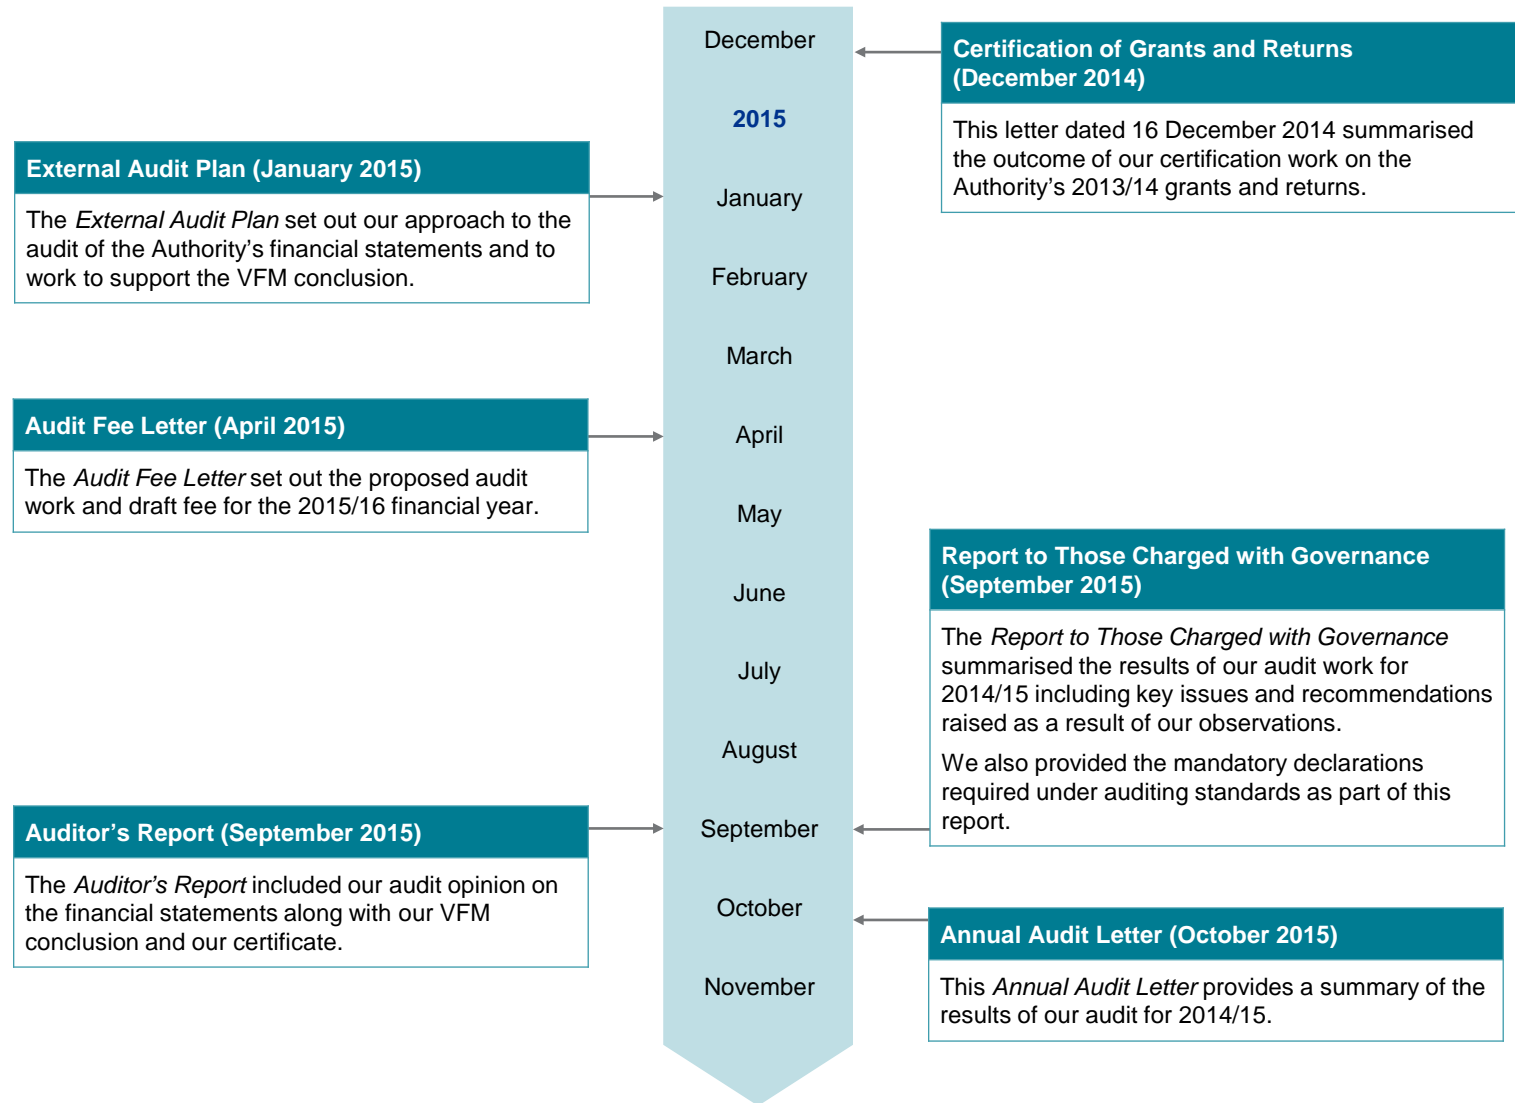 December
Certification of Grants and Returns
(December 2014)
This letter dated 16 December 2014 summarised
the outcome of our certification work on the
Authority’s 2013/14 grants and returns.
2015
External Audit Plan (January 2015)
The External Audit Plan set out our approach to the
audit of the Authority’s financial statements and to
work to support the VFM conclusion.
January
February
March
Audit Fee Letter (April 2015)
The Audit Fee Letter set out the proposed audit
work and draft fee for the 2015/16 financial year.
April
May
June
July
August
Report to Those Charged with Governance
(September 2015)
The Report to Those Charged with Governance
summarised the results of our audit work for
2014/15 including key issues and recommendations
raised as a result of our observations.
We also provided the mandatory declarations
required under auditing standards as part of this
report.
Auditor’s Report (September 2015)
The Auditor’s Report included our audit opinion on
the financial statements along with our VFM
conclusion and our certificate.
September
October
Annual Audit Letter (October 2015)
This Annual Audit Letter provides a summary of the
results of our audit for 2014/15.
November